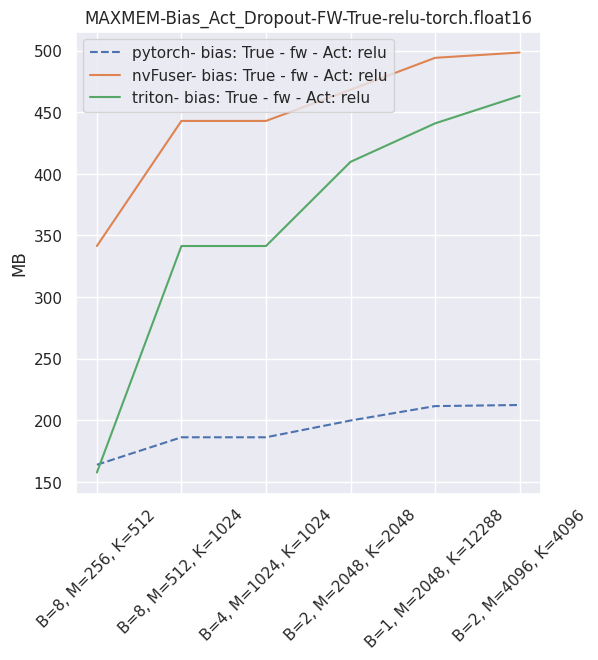 MAXMEM-Bias_Act_Dropout-FW-True-relu-torch.float16
pytorch- bias: True - fw - Act: relu
nvFuser- bias: True - fw - Act: relu
triton- bias: True - fw - Act: relu
500
450
400
350
300
250
200
150
MB
B=8, M=256, K=512
B=8, M=512, K=1024
B=4, M=1024, K=1024
B=2, M=2048, K=2048
B=1, M=2048, K=12288
B=2, M=4096, K=4096